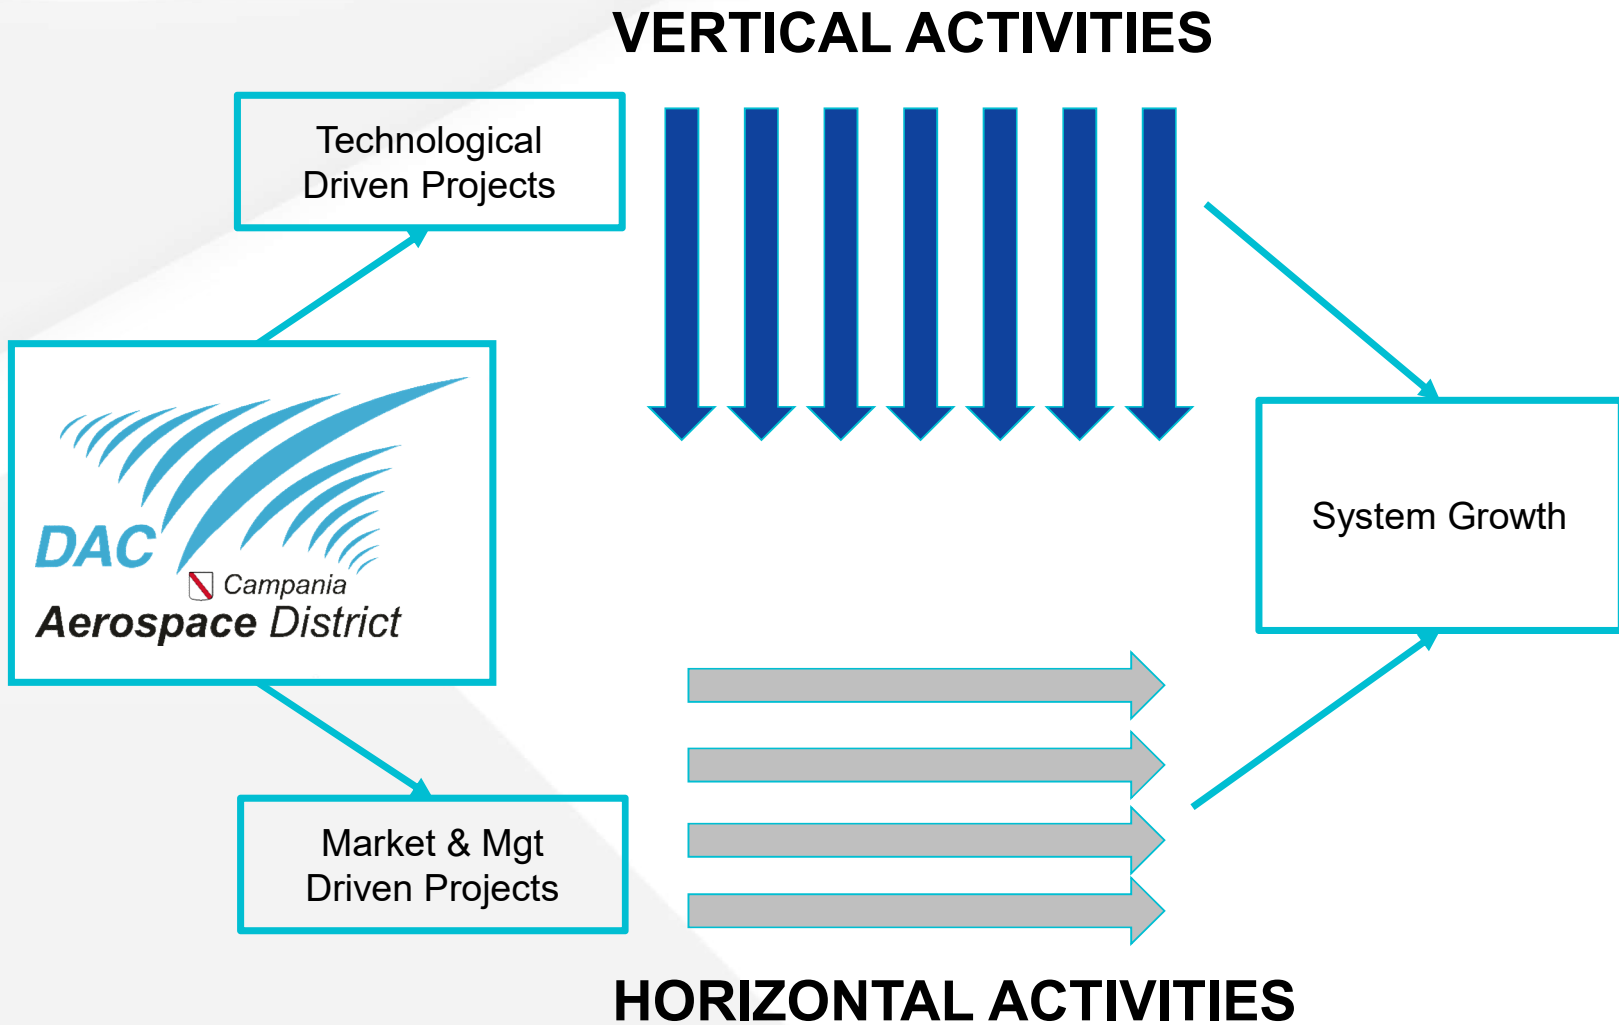 VERTICAL ACTIVITIES
Technological
Driven Projects
DAC
Campania
Aerospace District
System Growth
Market & Mgt
Driven Projects
HORIZONTAL ACTIVITIES